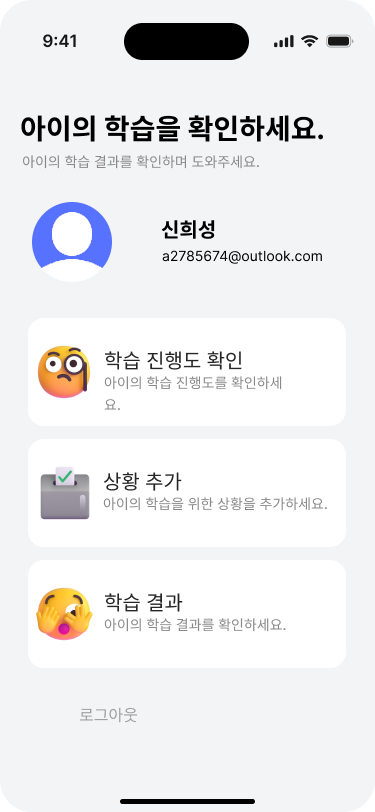 9:41
아이의 학습을 확인하세요.
아이의 학습 결과를 확인하며 도와주세요.
신희성
a2785674@outlook.com
학습 진행도 확인
아이의 학습 진행도를 확인하세
요.
상황 추가
아이의 학습을 위한 상황을 추가하세요.
학습 결과
아이의 학습 결과를 확인하세요.
로그아웃